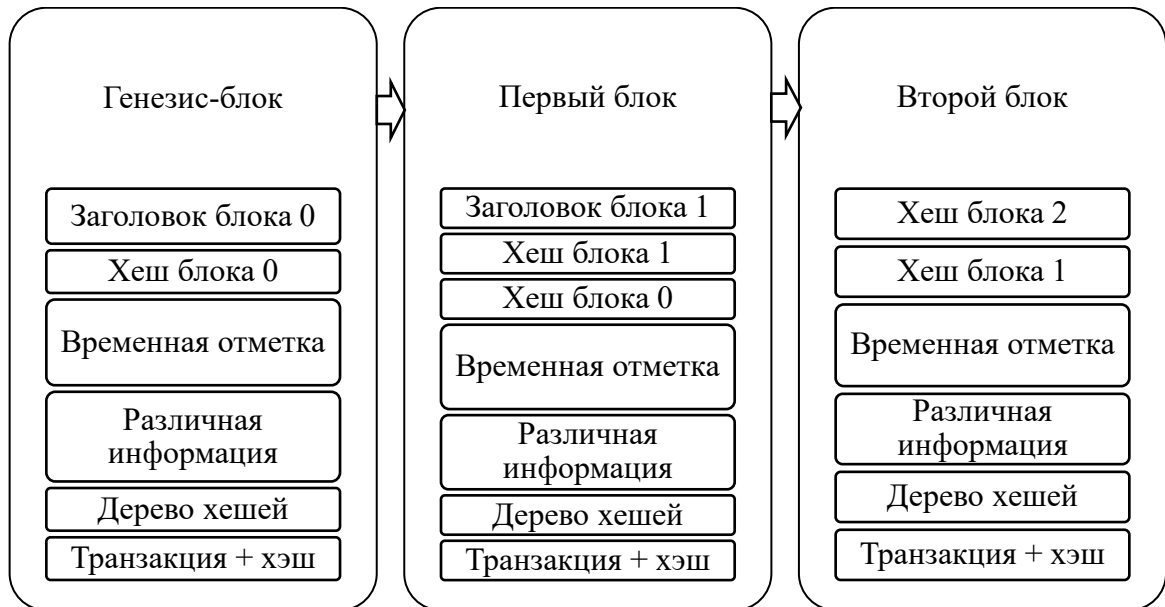 Генезис-блок
Заголовок блока 0
Хеш блока 0
Временная отметка
Различная
информация
Дерево хешей
Транзакция + хэш
Первый блок
Заголовок блока 1
Хеш блока 1
Хеш блока 0
Временная отметка
Различная
информация
Дерево хешей
Транзакция + хэш
Второй блок
Хеш блока 2
Хеш блока 1
Временная отметка
Различная
информация
Дерево хешей
Транзакция + хэш